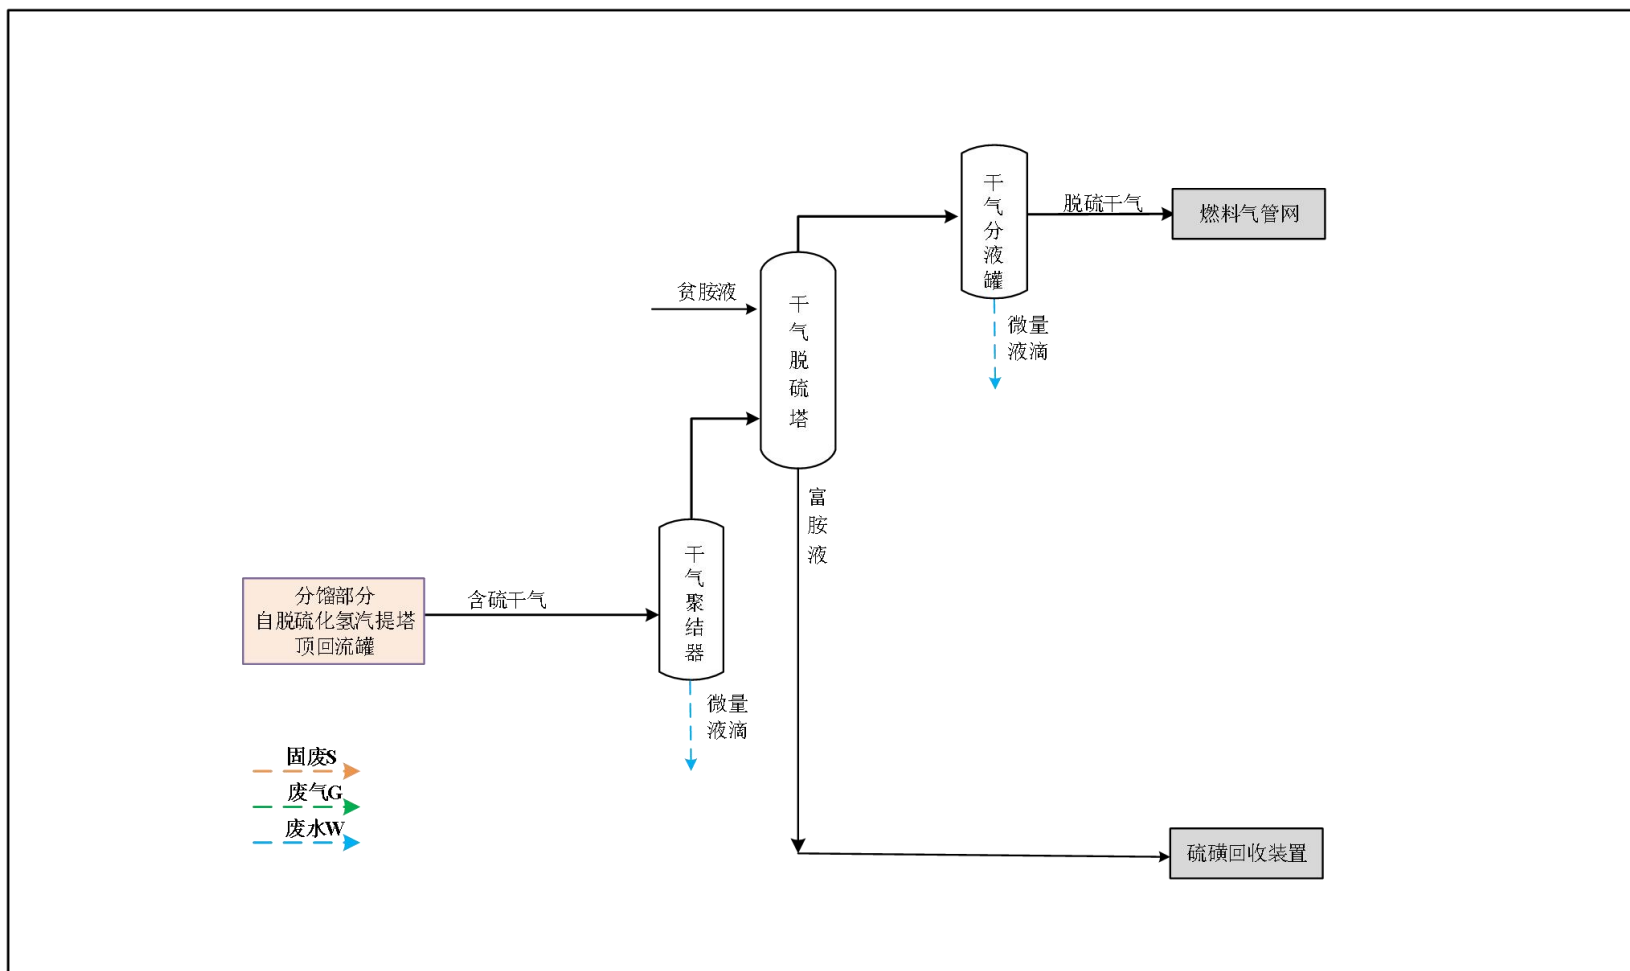 干气分液罐
脱硫干气
燃料气管网
贫胺液
干气脱硫塔
微量
液滴
富胺液
干气聚结器
分馏部分
自脱硫化氢汽提塔
顶回流罐
含硫干气
微量
液滴
固废S
废气G
废水W
硫磺回收装置